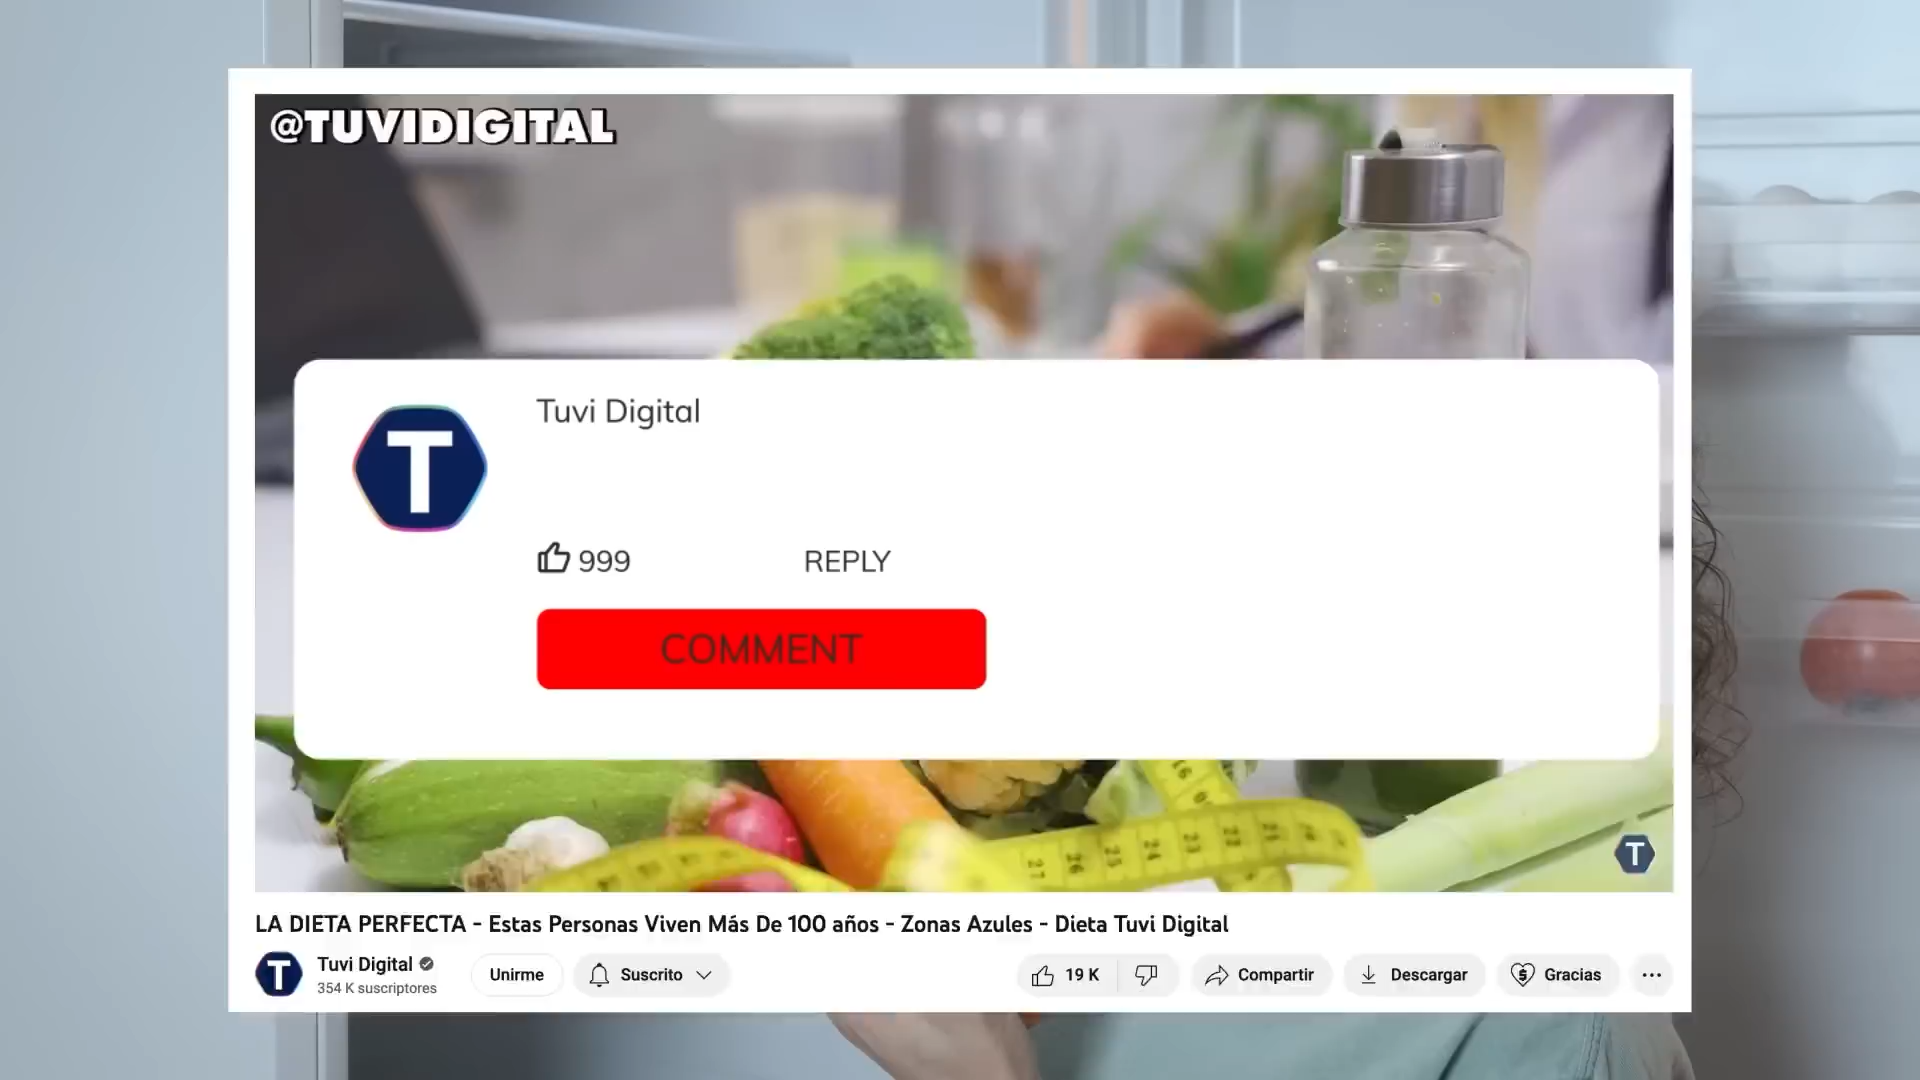 @TUVIDIGITAL
T
Tuvi Digital
999
REPLY
COMMENT
T
LA DIETA PERFECTA - Estas Personas Viven Más De 100 años - Zonas Azules - Dieta Tuvi Digital
T
Tuvi Digital
354 K suscriptores
Unirme
Suscrito
19 K
Compartir
Descargar
Gracias